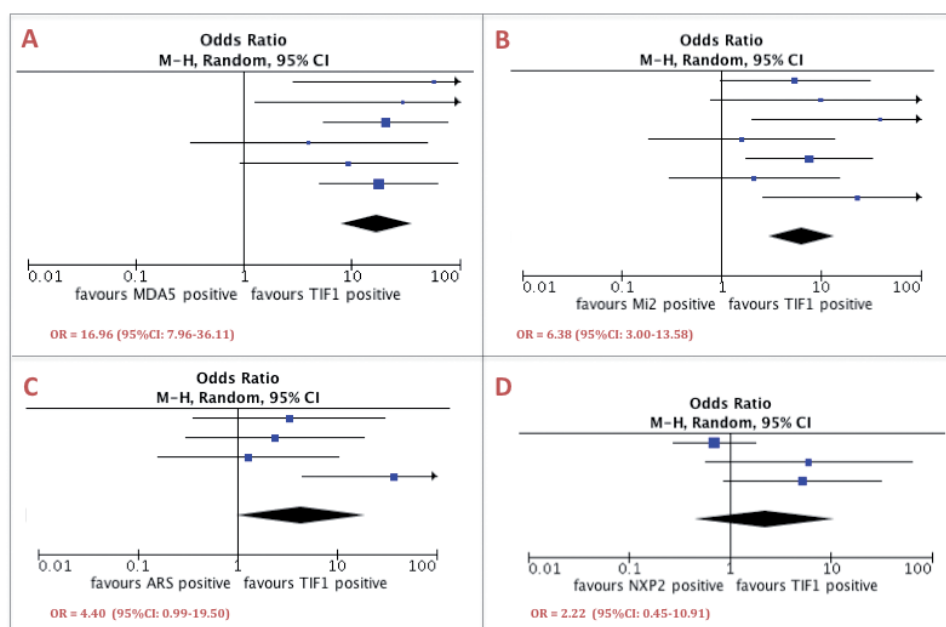 A
Odds Ratio
M-H, Random, 95% CI
0.01 0.1 1 10 100
favours MDA5 positive favours TIF1 positive
OR = 16.96 (95%CI: 7.96-36.11)
B
Odds Ratio
M-H, Random, 95% CI
0.01 0.1 1 10 100
favours Mi2 positive favours TIF1 positive
OR = 6.38 (95%CI: 3.00-13.58)
C
Odds Ratio
M-H, Random, 95% CI
0.01 0.1 1 10 100
favours ARS positive favours TIF1 positive
OR = 4.40 (95%CI: 0.99-19.50)
D
Odds Ratio
M-H, Random, 95% CI
0.01 0.1 1 10 100
favours NXP2 positive favours TIF1 positive
OR = 2.22 (95%CI: 0.45-10.91)